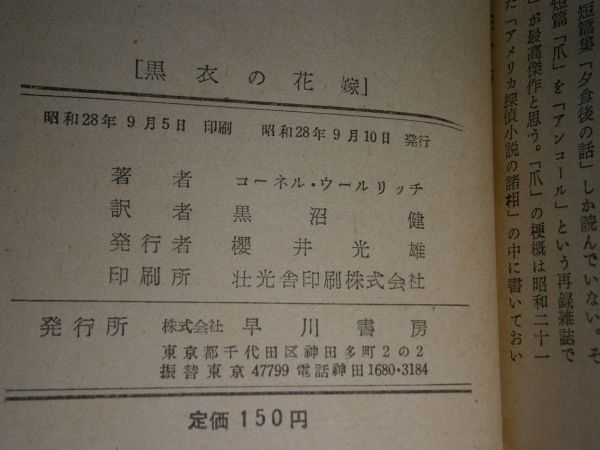 [黒衣の花嫁]
昭和28年9月5日 印刷 昭和28年9月10日 発行
著者 コーネル・ウールリッチ
訳者 黒沼健
発行者 櫻井光雄
印刷所 壮光舎印刷株式会社
発行所 株式会社 早川書房
東京都千代田区神田多町2の2
振替東京47799 電話神田1680・3184
定価150円
短篇集「夕食後の話」しか読んでいない。そ
短篇「爪」を「アンコール」という再録雑誌で
」が最高傑作と思う。「爪」の梗概は昭和二十一
た「アメリカ探偵小説の諸相」の中に書いておい